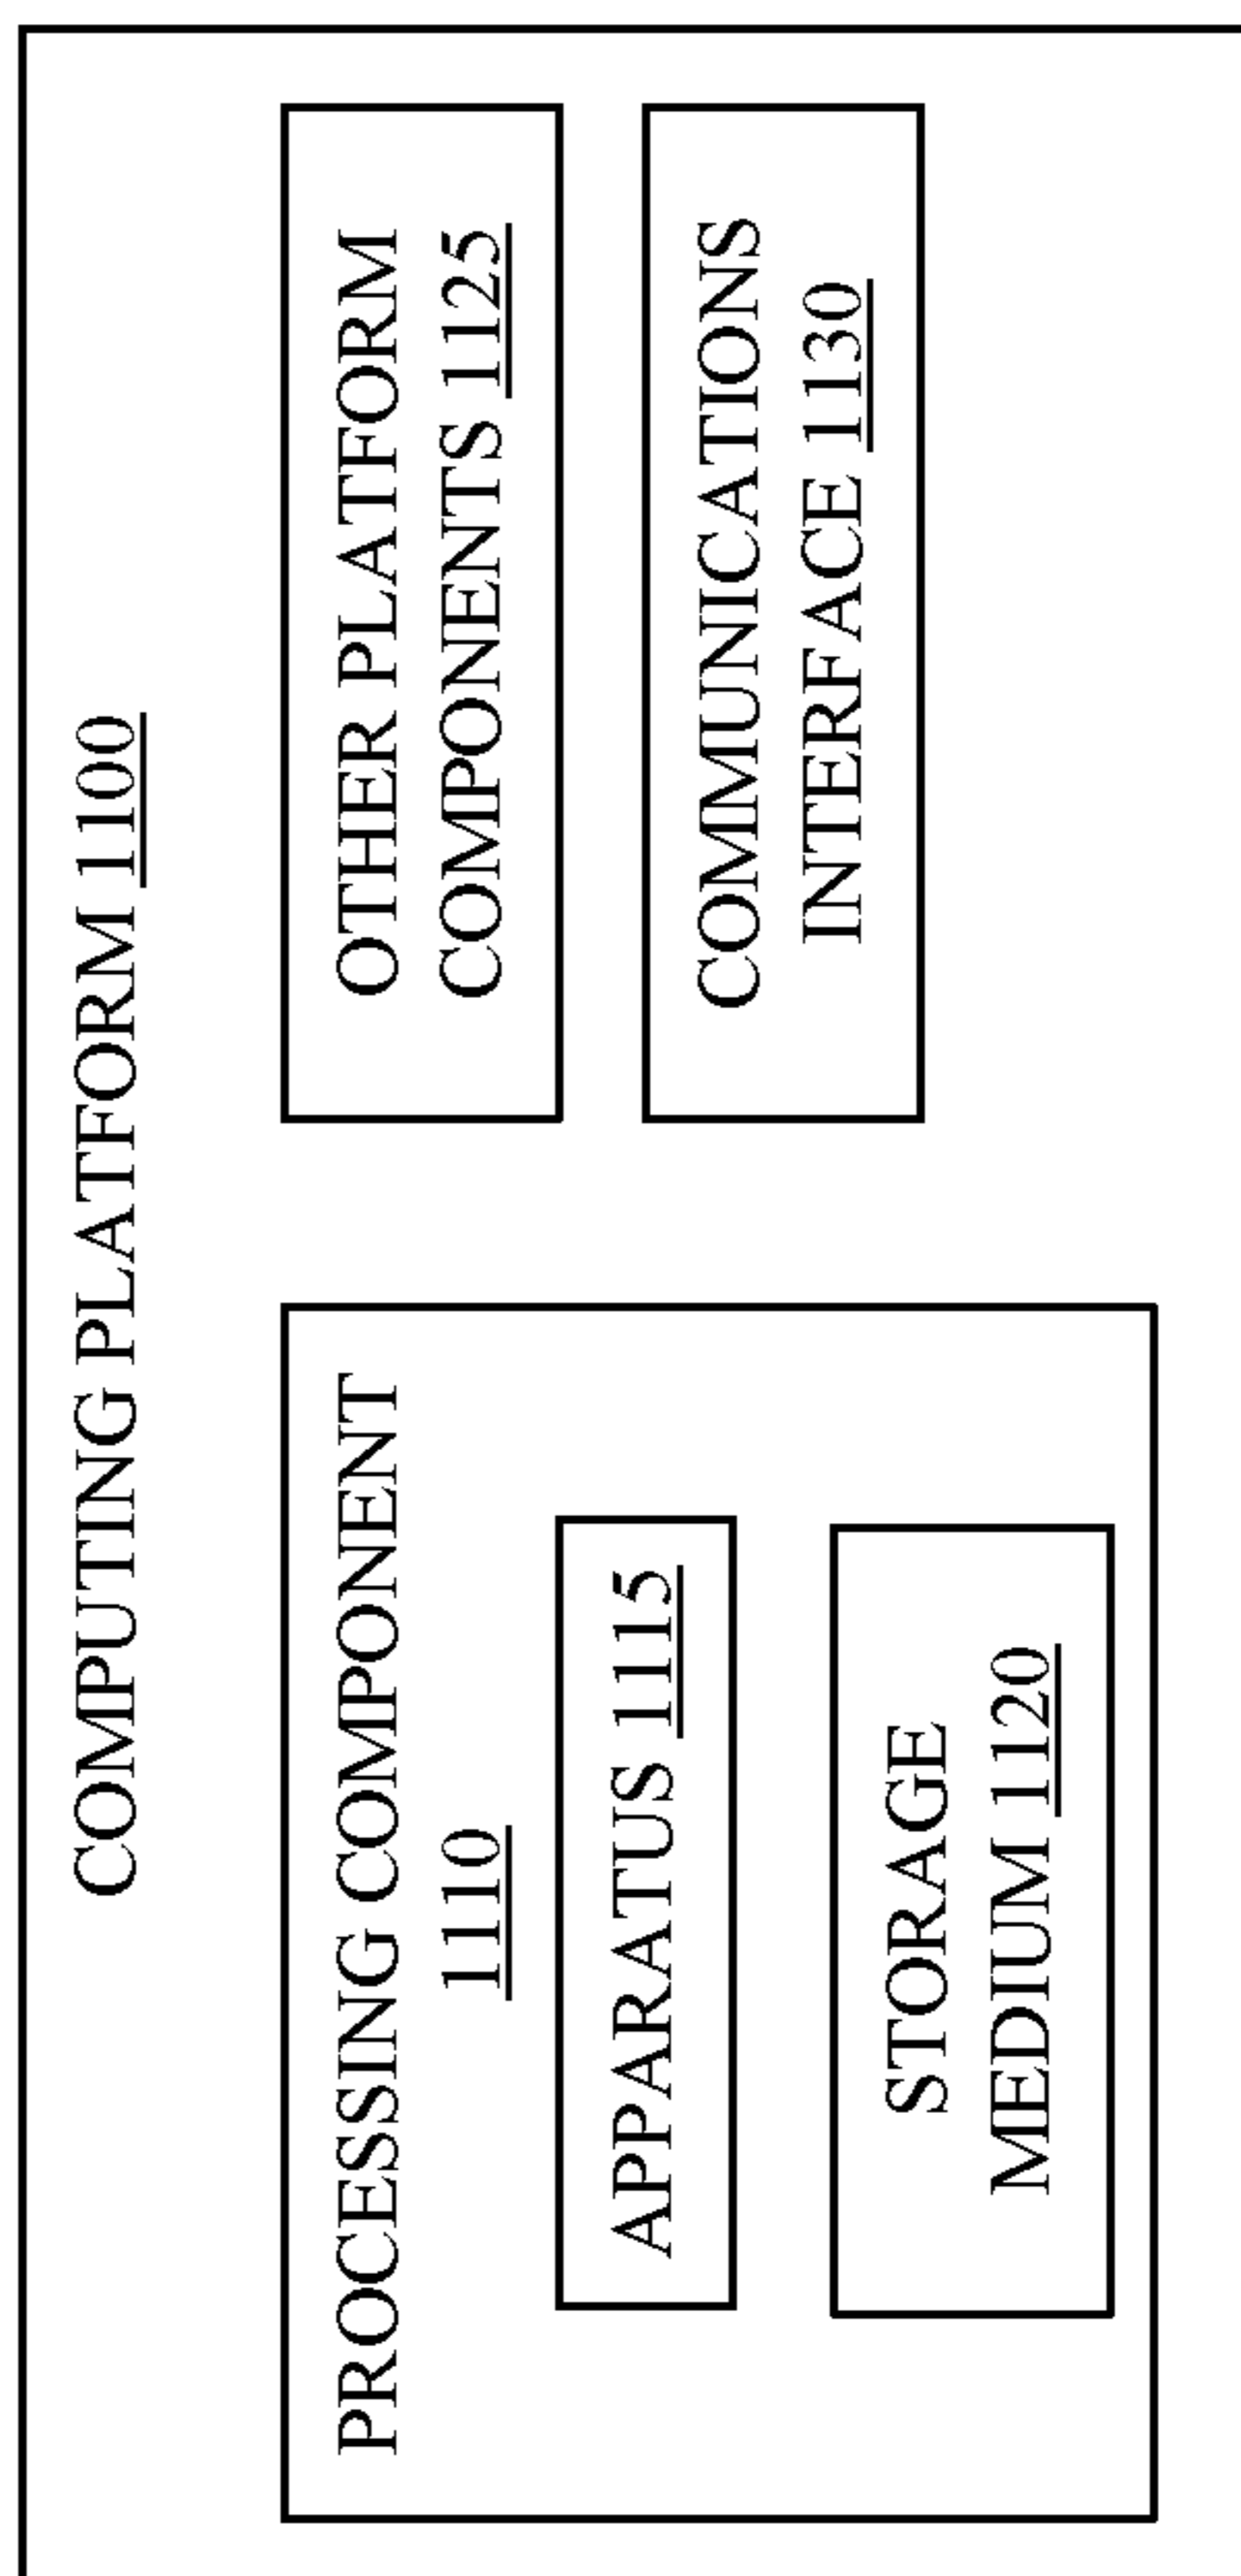 COMPUTING PLATFORM 1100
PROCESSING COMPONENT
1110
APPARATUS 1115
STORAGE
MEDIUM 1120
OTHER PLATFORM
COMPONENTS 1125
COMMUNICATIONS
INTERFACE 1130